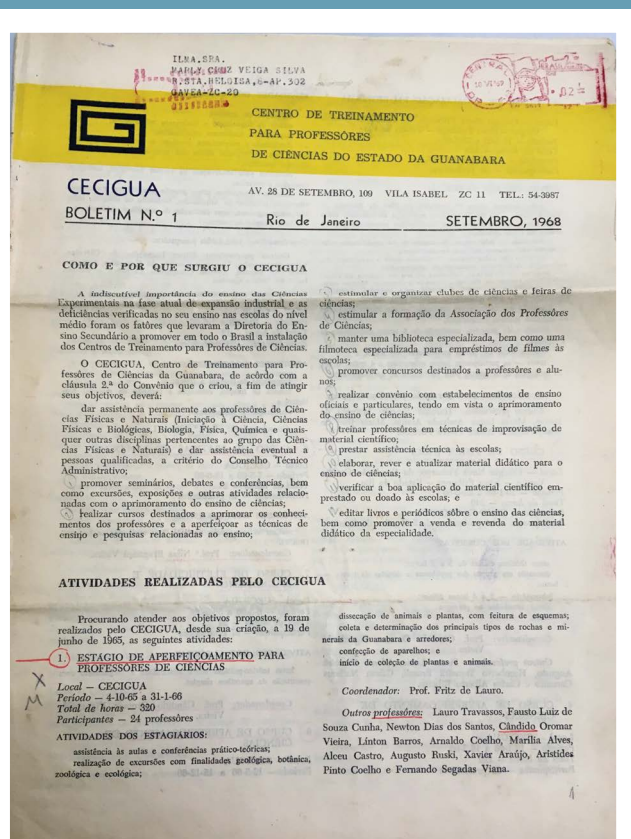 ILMA.SRA.
MARLY CRUZ VEIGA SILVA
R.STA.HELOISA,6-AP.302
GAVEA-ZC-20
CENTRO DE TREINAMENTO
PARA PROFESSÔRES
DE CIÊNCIAS DO ESTADO DA GUANABARA
CECIGUA
AV. 28 DE SETEMBRO, 109 VILA ISABEL ZC 11 TEL.: 54-3987
BOLETIM N.º 1
Rio de Janeiro
SETEMBRO, 1968
COMO E POR QUE SURGIU O CECIGUA
A indiscutível importância do ensino das Ciências
Experimentais na fase atual de expansão industrial e as
deficiências verificadas no seu ensino nas escolas do nível
médio foram os fatôres que levaram a Diretoria do En-
sino Secundário a promover em todo o Brasil a instalação
dos Centros de Treinamento para Professôres de Ciências.
O CECIGUA, Centro de Treinamento para Pro-
fessôres de Ciências da Guanabara, de acôrdo com a
cláusula 2.ª do Convênio que o criou, a fim de atingir
seus objetivos, deverá:
dar assistência permanente aos professôres de Ciên-
cias Físicas e Naturais (Iniciação à Ciência, Ciências
Físicas e Biológicas, Biologia, Física, Química e quais-
quer outras disciplinas pertencentes ao grupo das Ciên-
cias Físicas e Naturais) e dar assistência eventual a
pessoas qualificadas, a critério do Conselho Técnico
Administrativo;
promover seminários, debates e conferências, bem
como excursões, exposições e outras atividades relacio-
nadas com o aprimoramento do ensino de ciências;
realizar cursos destinados a aprimorar os conheci-
mentos dos professôres e a aperfeiçoar as técnicas de
ensino e pesquisas relacionadas ao ensino;
estimular e organizar clubes de ciências e feiras de
ciências;
estimular a formação da Associação dos Professôres
de Ciências;
manter uma biblioteca especializada, bem como uma
filmoteca especializada para empréstimos de filmes às
escolas;
promover concursos destinados a professôres e alu-
nos;
realizar convênio com estabelecimentos de ensino
oficiais e particulares, tendo em vista o aprimoramento
do ensino de ciências;
treinar professôres em técnicas de improvisação de
material científico;
prestar assistência técnica às escolas;
elaborar, rever e atualizar material didático para o
ensino de ciências;
verificar a boa aplicação do material científico em-
prestado ou doado às escolas; e
editar livros e periódicos sôbre o ensino das ciências,
bem como promover a venda e revenda do material
didático da especialidade.
ATIVIDADES REALIZADAS PELO CECIGUA
Procurando atender aos objetivos propostos, foram
realizados pelo CECIGUA, desde sua criação, a 19 de
junho de 1965, as seguintes atividades:
1. ESTÁGIO DE APERFEIÇOAMENTO PARA
PROFESSÔRES DE CIÊNCIAS
X
M
Local — CECIGUA
Período — 4-10-65 a 31-1-66
Total de horas — 320
Participantes — 24 professôres
ATIVIDADES DOS ESTAGIÁRIOS:
assistência às aulas e conferências prático-teóricas;
realização de excursões com finalidades geológica, botânica,
zoológica e ecológica;
dissecação de animais e plantas, com feitura de esquemas;
coleta e determinação dos principais tipos de rochas e mi-
nerais da Guanabara e arredores;
confecção de aparelhos; e
início de coleção de plantas e animais.
Coordenador: Prof. Fritz de Lauro.
Outros professôres: Lauro Travassos, Fausto Luiz de
Souza Cunha, Newton Dias dos Santos, Cândido Oromar
Vieira, Línton Barros, Arnaldo Coelho, Marília Alves,
Alceu Castro, Augusto Ruski, Xavier Araújo, Aristides
Pinto Coelho e Fernando Segadas Viana.